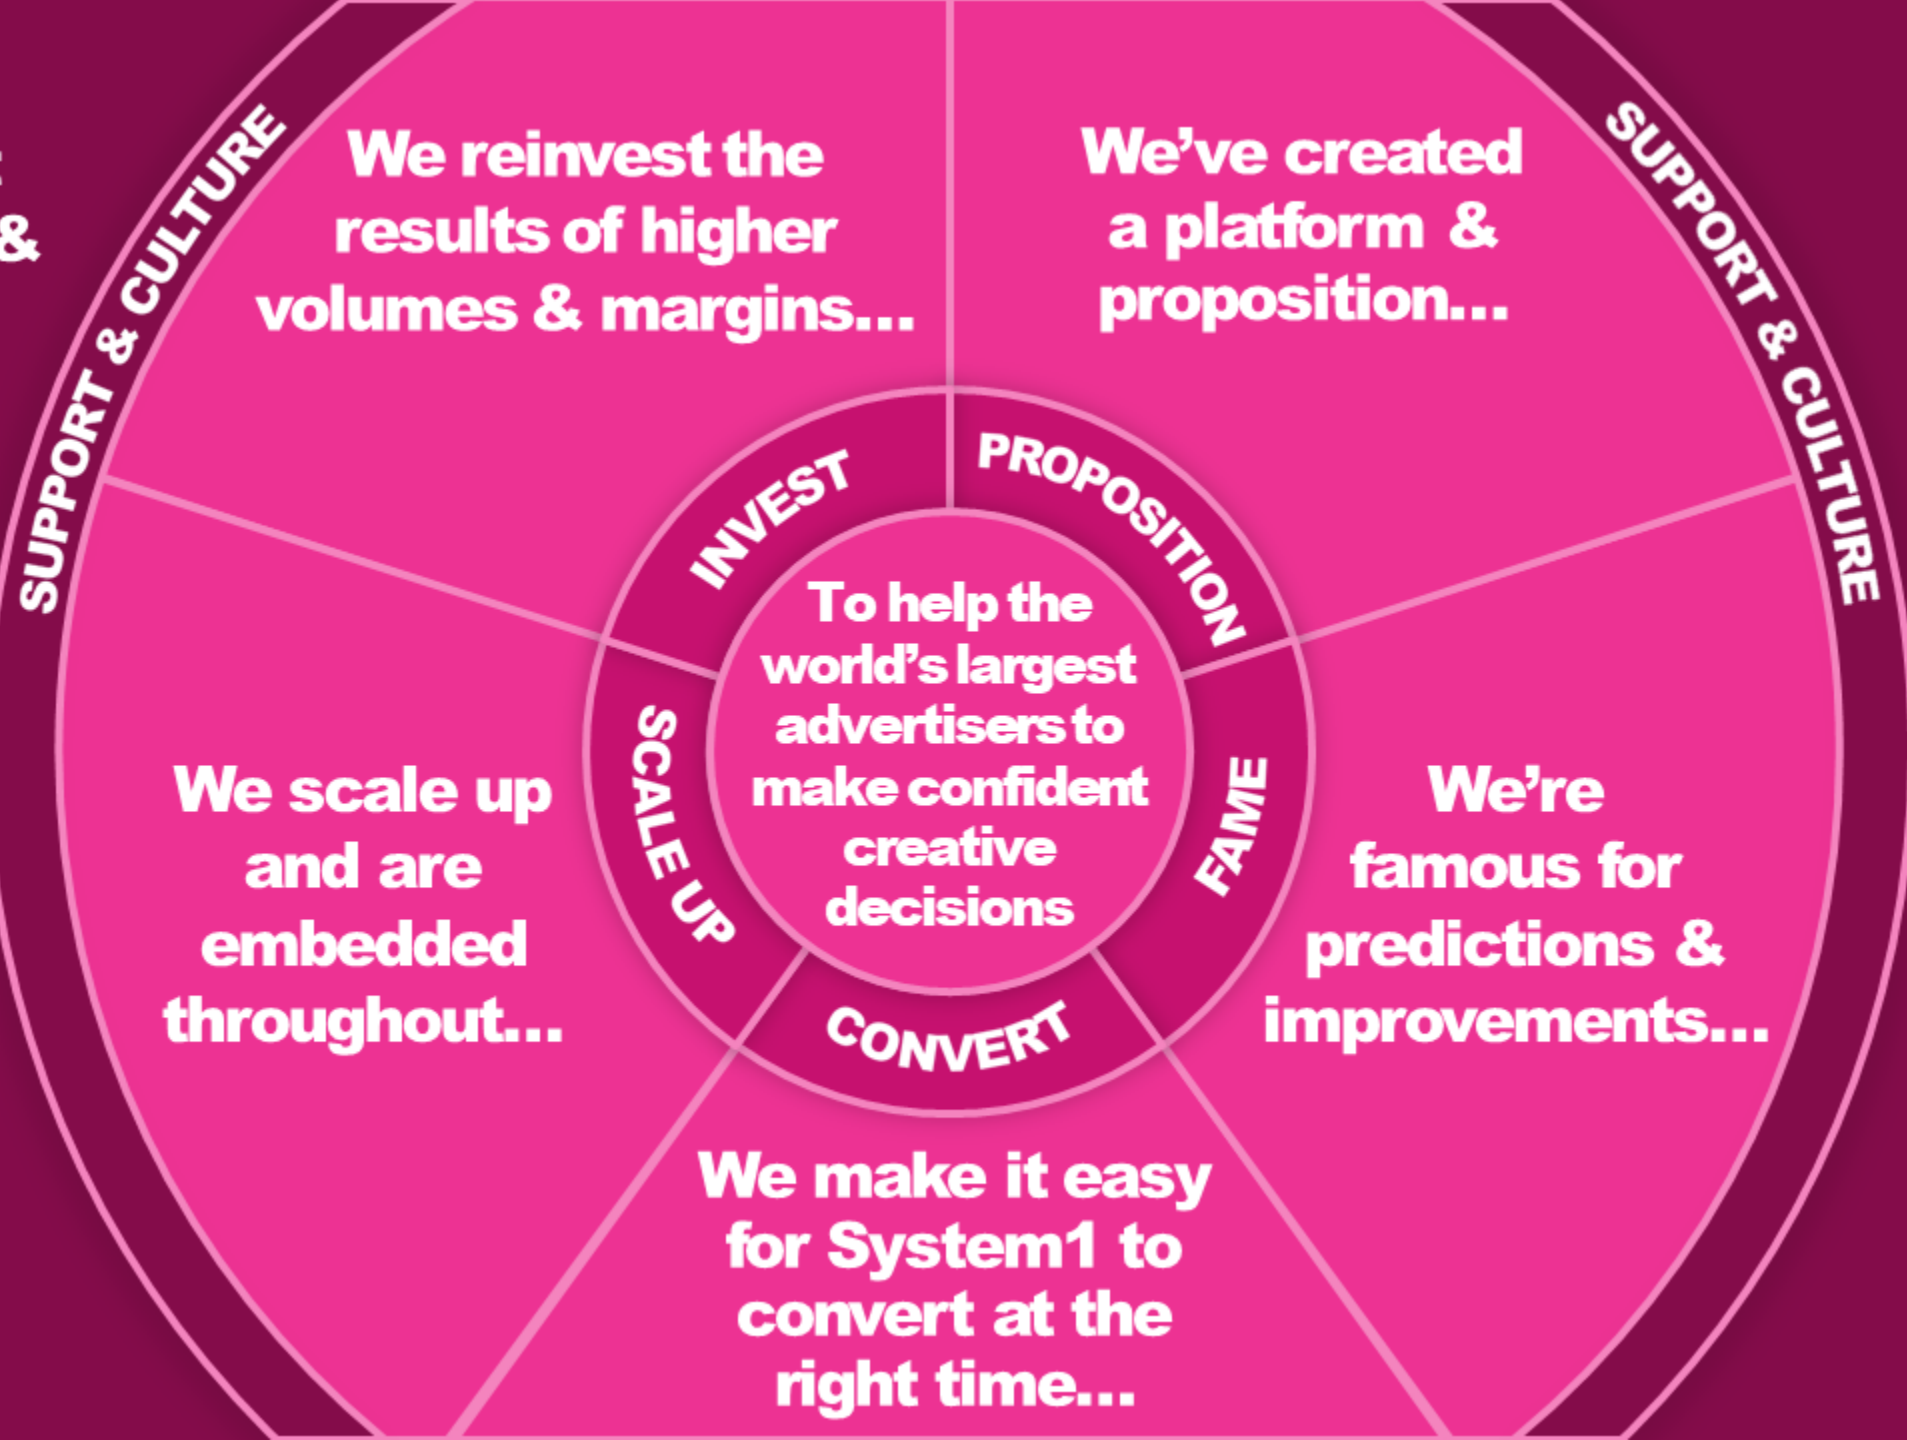 &
SUPPORT & CULTURE
We reinvest the
results of higher
volumes & margins...
We've created
a platform &
proposition...
SUPPORT & CULTURE
INVEST
PROPOSITION
To help the
world's largest
advertisers to
make confident
creative
decisions
SCALE UP
FAME
CONVERT
We scale up
and are
embedded
throughout...
We're
famous for
predictions &
improvements...
We make it easy
for System1 to
convert at the
right time...